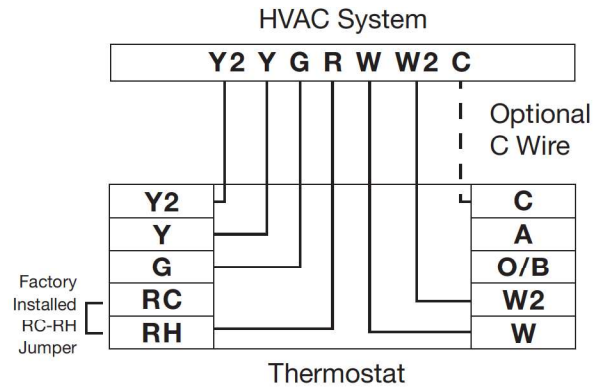 HVAC System
Y2 Y G R W W2 C
Optional
C Wire
Y2
Y
G
RC
RH
Factory
Installed
RC-RH
Jumper
C
A
O/B
W2
W
Thermostat